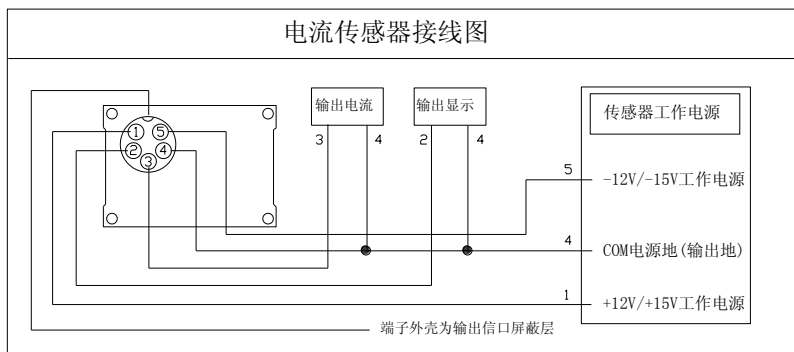 电流传感器接线图
输出电流
输出显示
传感器工作电源
1
5
2
4
3
3
4
2
4
5
-12V/-15V工作电源
4
COM电源地(输出地)
1
+12V/+15V工作电源
端子外壳为输出信口屏蔽层